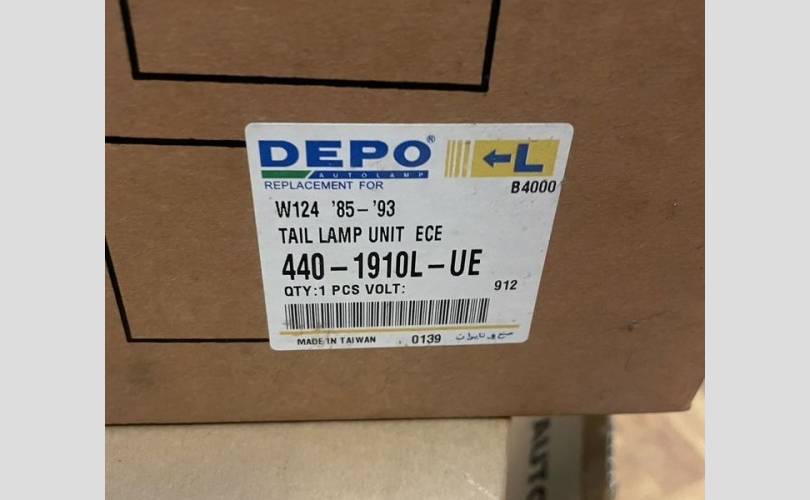 DEPO®
AUTOLAMP
←L
REPLACEMENT FOR
B4000
W124 '85-'93
TAIL LAMP UNIT ECE
440-1910L-UE
QTY:1 PCS VOLT:
912
MADE IN TAIWAN
0139